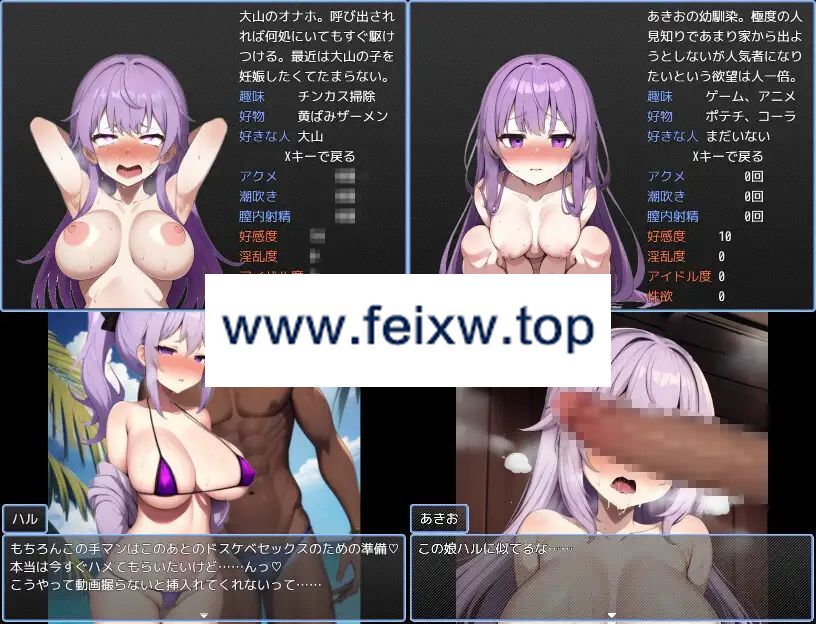 大山のオナホ。呼び出され
れば何処にいてもすぐ駆け
つける。最近は大山の子を
妊娠したくてたまらない。
趣味 チンカス掃除
好物 黄ばみザーメン
好きな人 大山
Xキーで戻る
アクメ
潮吹き
膣内射精
好感度
淫乱度
あきおの幼馴染。極度の人
見知りであまり家から出よ
うとしないが人気者になり
たいという欲望は人一倍。
趣味 ゲーム、アニメ
好物 ポテチ、コーラ
好きな人 まだいない
Xキーで戻る
アクメ 0回
潮吹き 0回
膣内射精 0回
好感度 10
淫乱度 0
アイドル度 0
性欲 0
www.feixw.top
ハル
もちろんこの手マンはこのあとのドスケベセックスのための準備♡
本当は今すぐハメてもらいたいけど……んっ♡
こうやって動画撮らないと挿入れてくれないって……
あきお
この娘ハルに似てるな……